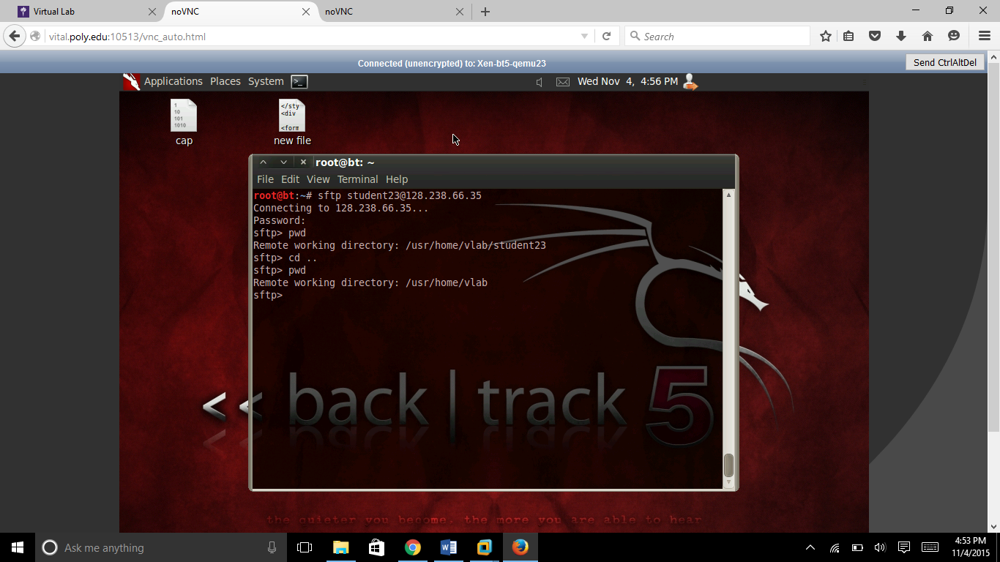 Virtual Lab
noVNC
noVNC
vital.poly.edu:10513/vnc_auto.html
Search
Connected (unencrypted) to: Xen-bt5-qemu23
Send CtrlAltDel
Applications Places System >_
Wed Nov 4, 4:56 PM
1
10
101
1010
cap
</sty
<div
<form
new file
root@bt: ~
File Edit View Terminal Help
root@bt:~# sftp student23@128.238.66.35
Connecting to 128.238.66.35...
Password:
sftp> pwd
Remote working directory: /usr/home/vlab/student23
sftp> cd ..
sftp> pwd
Remote working directory: /usr/home/vlab
sftp>
<< back | track 5
the quieter you become, the more you are able to hear
Ask me anything
4:53 PM
11/4/2015